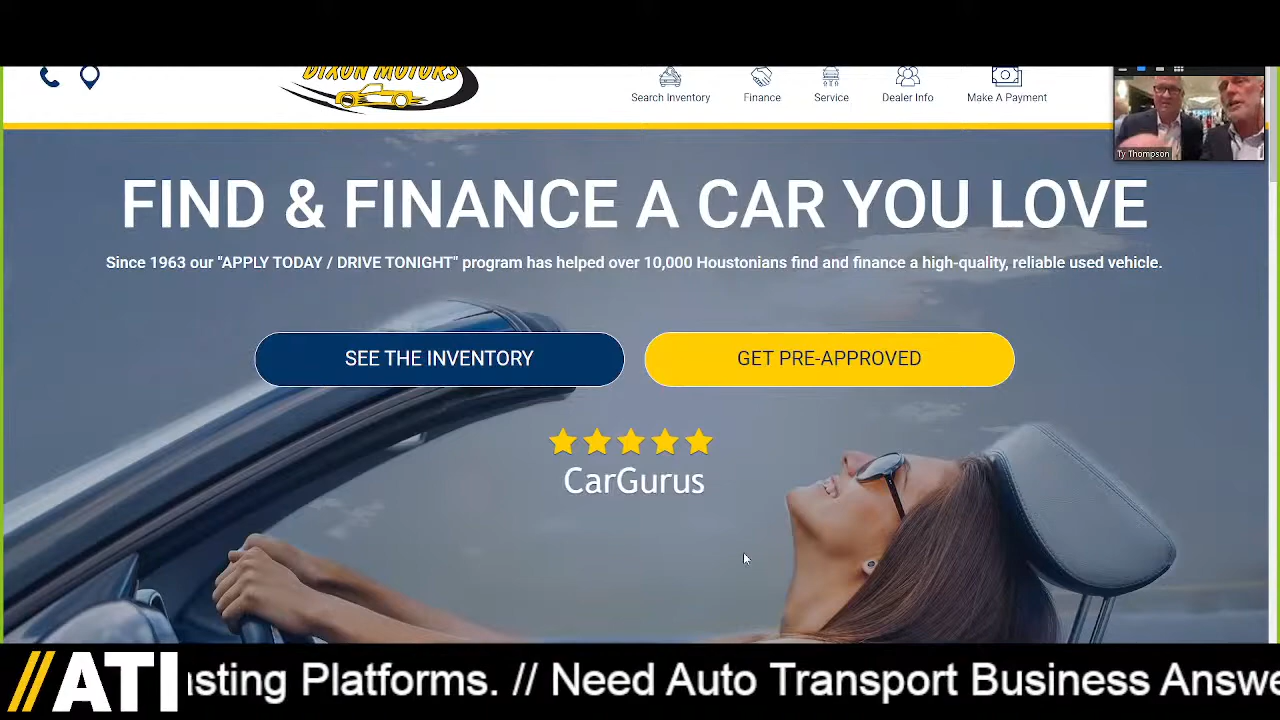 DIXON MOTORS
Search Inventory
Finance
Service
Dealer Info
Make A Payment
Ty Thompson
FIND & FINANCE A CAR YOU LOVE
Since 1963 our "APPLY TODAY / DRIVE TONIGHT" program has helped over 10,000 Houstonians find and finance a high-quality, reliable used vehicle.
SEE THE INVENTORY
GET PRE-APPROVED
CarGurus
//ATI
asting Platforms. // Need Auto Transport Business Answe